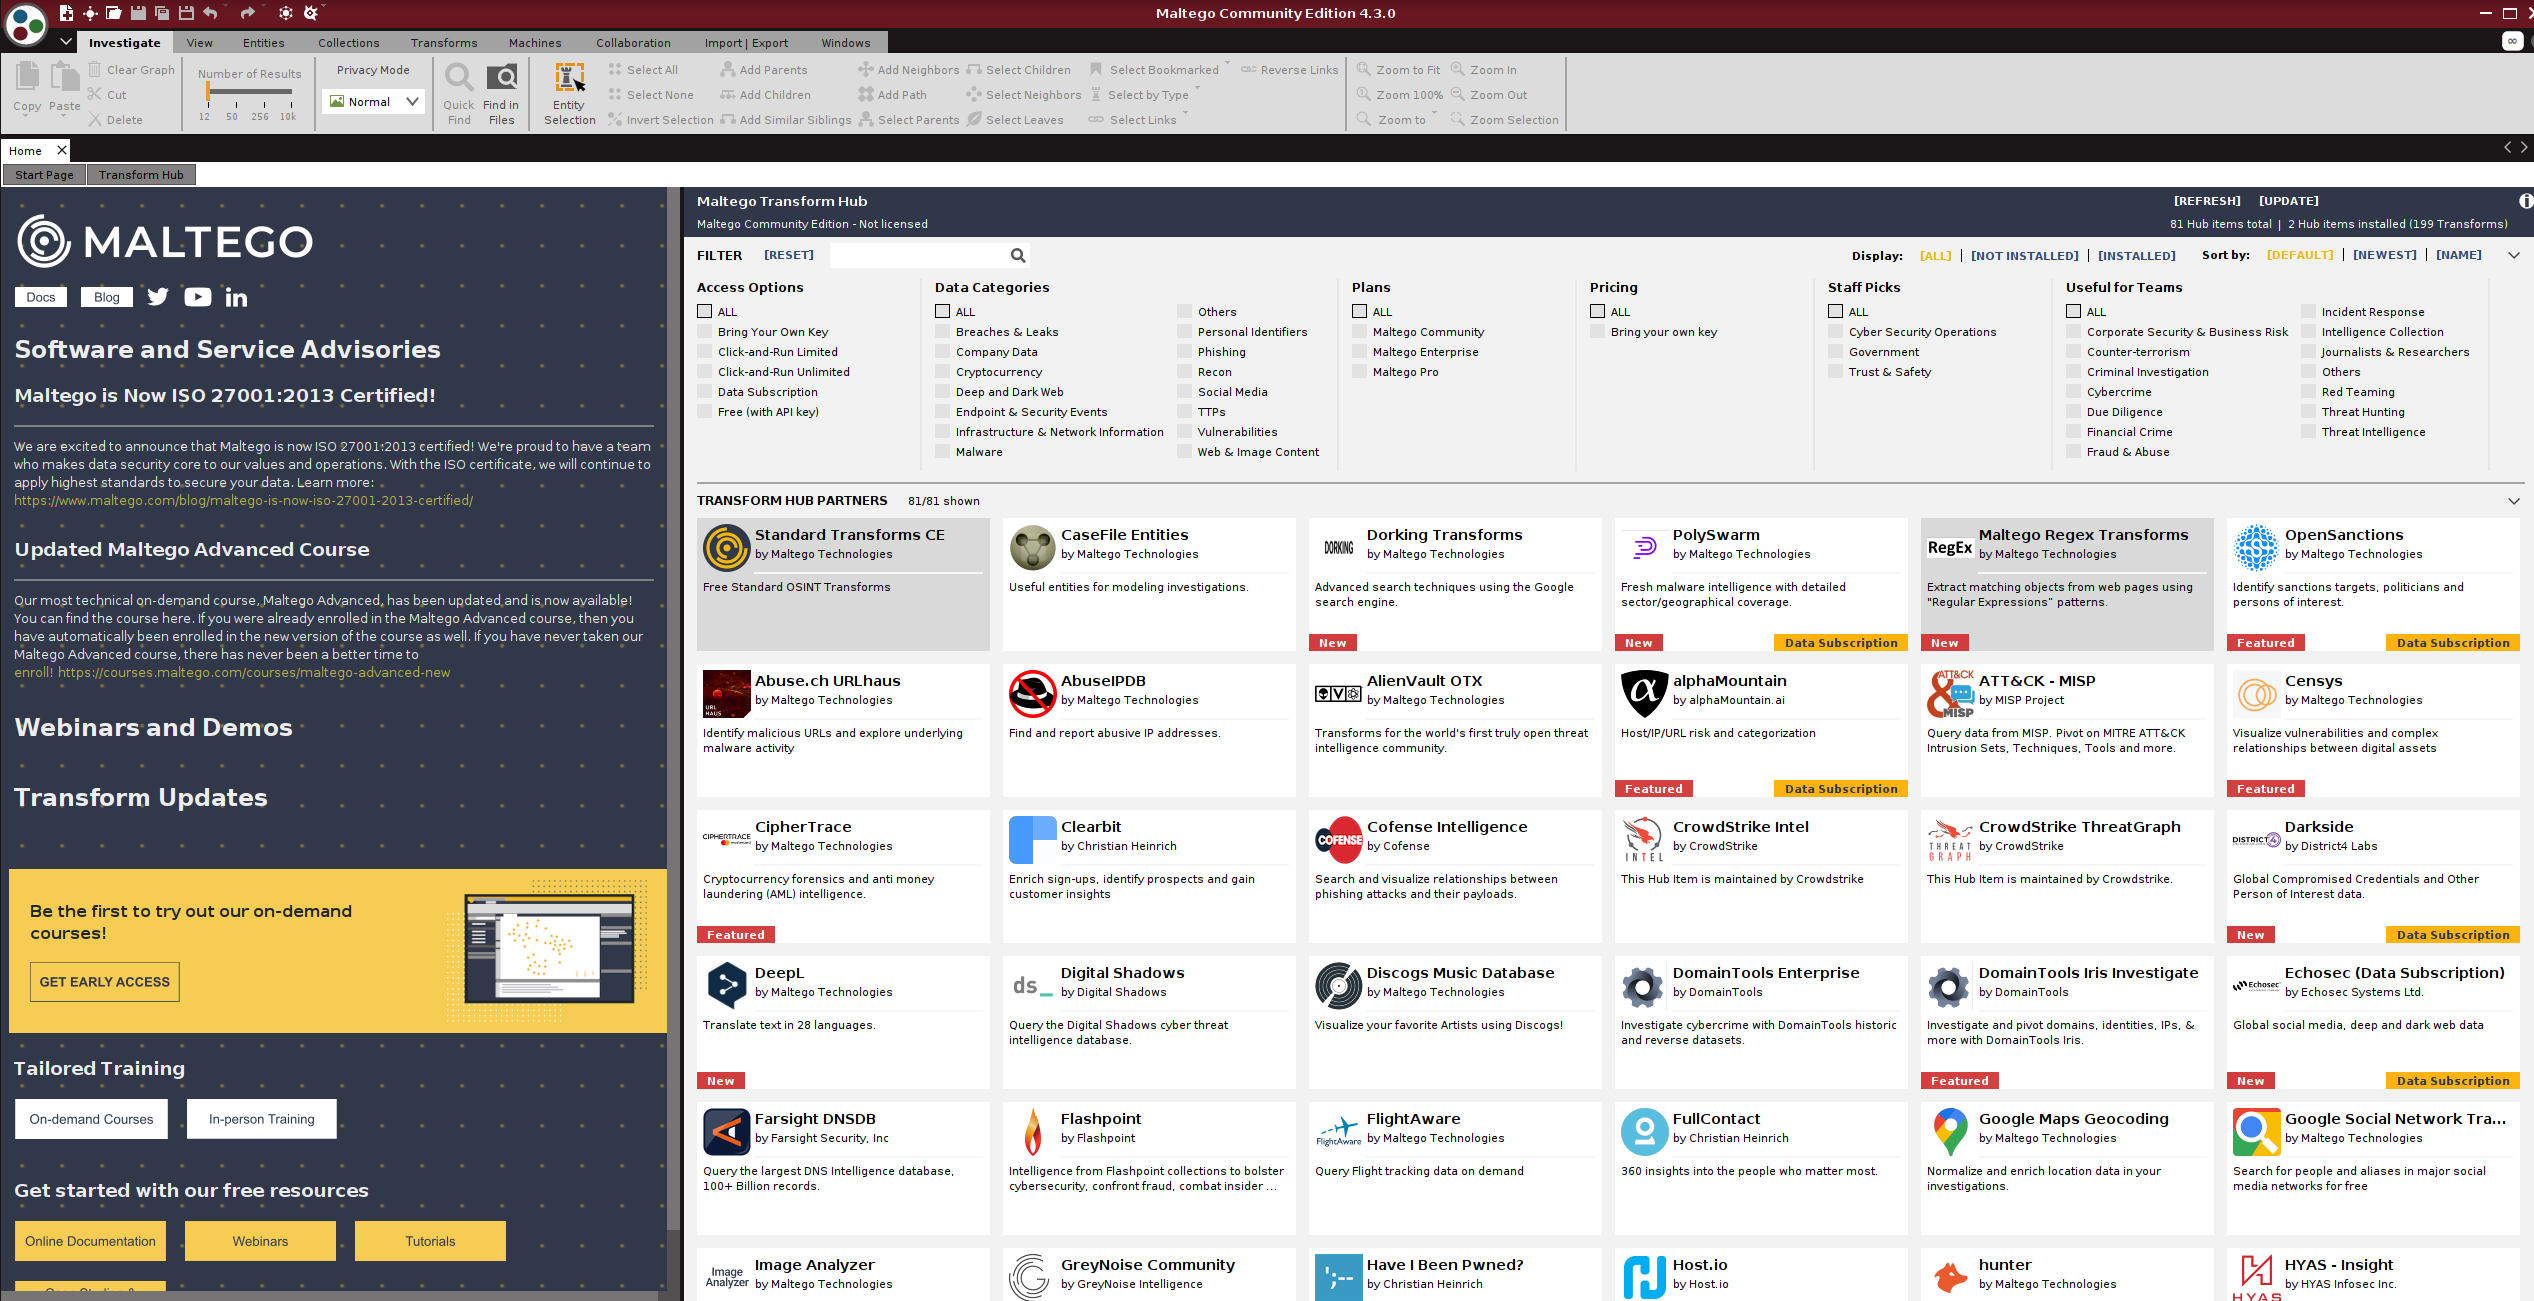 Maltego Community Edition 4.3.0
Investigate View Entities Collections Transforms Machines Collaboration Import | Export Windows
Copy Paste Clear Graph Cut Delete
Number of Results 12 50 256 10k
Privacy Mode Normal
Quick Find Find in Files
Entity Selection
Select All Add Parents Add Neighbors Select Children Select Bookmarked Reverse Links Zoom to Fit Zoom In
Select None Add Children Add Path Select Neighbors Select by Type Zoom 100% Zoom Out
Invert Selection Add Similar Siblings Select Parents Select Leaves Select Links Zoom to Zoom Selection
Home
Start Page Transform Hub
MALTEGO
Docs Blog
Software and Service Advisories
Maltego is Now ISO 27001:2013 Certified!
We are excited to announce that Maltego is now ISO 27001:2013 certified! We're proud to have a team
who makes data security core to our values and operations. With the ISO certificate, we will continue to
apply highest standards to secure your data. Learn more:
https://www.maltego.com/blog/maltego-is-now-iso-27001-2013-certified/
Updated Maltego Advanced Course
Our most technical on-demand course, Maltego Advanced, has been updated and is now available!
You can find the course here. If you were already enrolled in the Maltego Advanced course, then you
have automatically been enrolled in the new version of the course as well. If you have never taken our
Maltego Advanced course, there has never been a better time to
enroll! https://courses.maltego.com/courses/maltego-advanced-new
Webinars and Demos
Transform Updates
Be the first to try out our on-demand
courses!
GET EARLY ACCESS
Tailored Training
On-demand Courses In-person Training
Get started with our free resources
Online Documentation Webinars Tutorials
Maltego Transform Hub [REFRESH] [UPDATE]
Maltego Community Edition - Not licensed 81 Hub items total | 2 Hub items installed (199 Transforms)
FILTER [RESET] Display: [ALL] | [NOT INSTALLED] | [INSTALLED] Sort by: [DEFAULT] | [NEWEST] | [NAME]
Access Options
ALL
Bring Your Own Key
Click-and-Run Limited
Click-and-Run Unlimited
Data Subscription
Free (with API key)
Data Categories
ALL
Breaches & Leaks
Company Data
Cryptocurrency
Deep and Dark Web
Endpoint & Security Events
Infrastructure & Network Information
Malware
Others
Personal Identifiers
Phishing
Recon
Social Media
TTPs
Vulnerabilities
Web & Image Content
Plans
ALL
Maltego Community
Maltego Enterprise
Maltego Pro
Pricing
ALL
Bring your own key
Staff Picks
ALL
Cyber Security Operations
Government
Trust & Safety
Useful for Teams
ALL
Corporate Security & Business Risk
Counter-terrorism
Criminal Investigation
Cybercrime
Due Diligence
Financial Crime
Fraud & Abuse
Incident Response
Intelligence Collection
Journalists & Researchers
Others
Red Teaming
Threat Hunting
Threat Intelligence
TRANSFORM HUB PARTNERS 81/81 shown
Standard Transforms CE
by Maltego Technologies
Free Standard OSINT Transforms
CaseFile Entities
by Maltego Technologies
Useful entities for modeling investigations.
DORKING
Dorking Transforms
by Maltego Technologies
Advanced search techniques using the Google
search engine.
New
PolySwarm
by Maltego Technologies
Fresh malware intelligence with detailed
sector/geographical coverage.
New Data Subscription
RegEx
Maltego Regex Transforms
by Maltego Technologies
Extract matching objects from web pages using
"Regular Expressions" patterns.
New
OpenSanctions
by Maltego Technologies
Identify sanctions targets, politicians and
persons of interest.
Featured Data Subscription
URL
HAUS
Abuse.ch URLhaus
by Maltego Technologies
Identify malicious URLs and explore underlying
malware activity
AbuseIPDB
by Maltego Technologies
Find and report abusive IP addresses.
AlienVault OTX
by Maltego Technologies
Transforms for the world's first truly open threat
intelligence community.
alphaMountain
by alphaMountain.ai
Host/IP/URL risk and categorization
Featured Data Subscription
ATT&CK
& MISP
ATT&CK - MISP
by MISP Project
Query data from MISP. Pivot on MITRE ATT&CK
Intrusion Sets, Techniques, Tools and more.
Censys
by Maltego Technologies
Visualize vulnerabilities and complex
relationships between digital assets
Featured
CIPHERTRACE
mastercard
CipherTrace
by Maltego Technologies
Cryptocurrency forensics and anti money
laundering (AML) intelligence.
Featured
Clearbit
by Christian Heinrich
Enrich sign-ups, identify prospects and gain
customer insights
COFENSE
Cofense Intelligence
by Cofense
Search and visualize relationships between
phishing attacks and their payloads.
INTEL
CrowdStrike Intel
by CrowdStrike
This Hub Item is maintained by Crowdstrike
THREAT
GRAPH
CrowdStrike ThreatGraph
by CrowdStrike
This Hub Item is maintained by Crowdstrike.
DISTRICT4
Darkside
by District4 Labs
Global Compromised Credentials and Other
Person of Interest data.
New Data Subscription
DeepL
by Maltego Technologies
Translate text in 28 languages.
New
ds_
Digital Shadows
by Digital Shadows
Query the Digital Shadows cyber threat
intelligence database.
Discogs Music Database
by Maltego Technologies
Visualize your favorite Artists using Discogs!
DomainTools Enterprise
by DomainTools
Investigate cybercrime with DomainTools historic
and reverse datasets.
DomainTools Iris Investigate
by DomainTools
Investigate and pivot domains, identities, IPs, &
more with DomainTools Iris.
Featured
Echosec
Echosec (Data Subscription)
by Echosec Systems Ltd.
Global social media, deep and dark web data
New Data Subscription
Farsight DNSDB
by Farsight Security, Inc
Query the largest DNS Intelligence database,
100+ Billion records.
Flashpoint
by Flashpoint
Intelligence from Flashpoint collections to bolster
cybersecurity, confront fraud, combat insider ...
FlightAware
FlightAware
by Maltego Technologies
Query Flight tracking data on demand
FullContact
by Christian Heinrich
360 insights into the people who matter most.
Google Maps Geocoding
by Maltego Technologies
Normalize and enrich location data in your
investigations.
Google Social Network Tra...
by Maltego Technologies
Search for people and aliases in major social
media networks for free
Image
Analyzer
Image Analyzer
by Maltego Technologies
GreyNoise Community
by GreyNoise Intelligence
';--
Have I Been Pwned?
by Christian Heinrich
Host.io
by Host.io
hunter
by Maltego Technologies
HYAS
HYAS - Insight
by HYAS Infosec Inc.